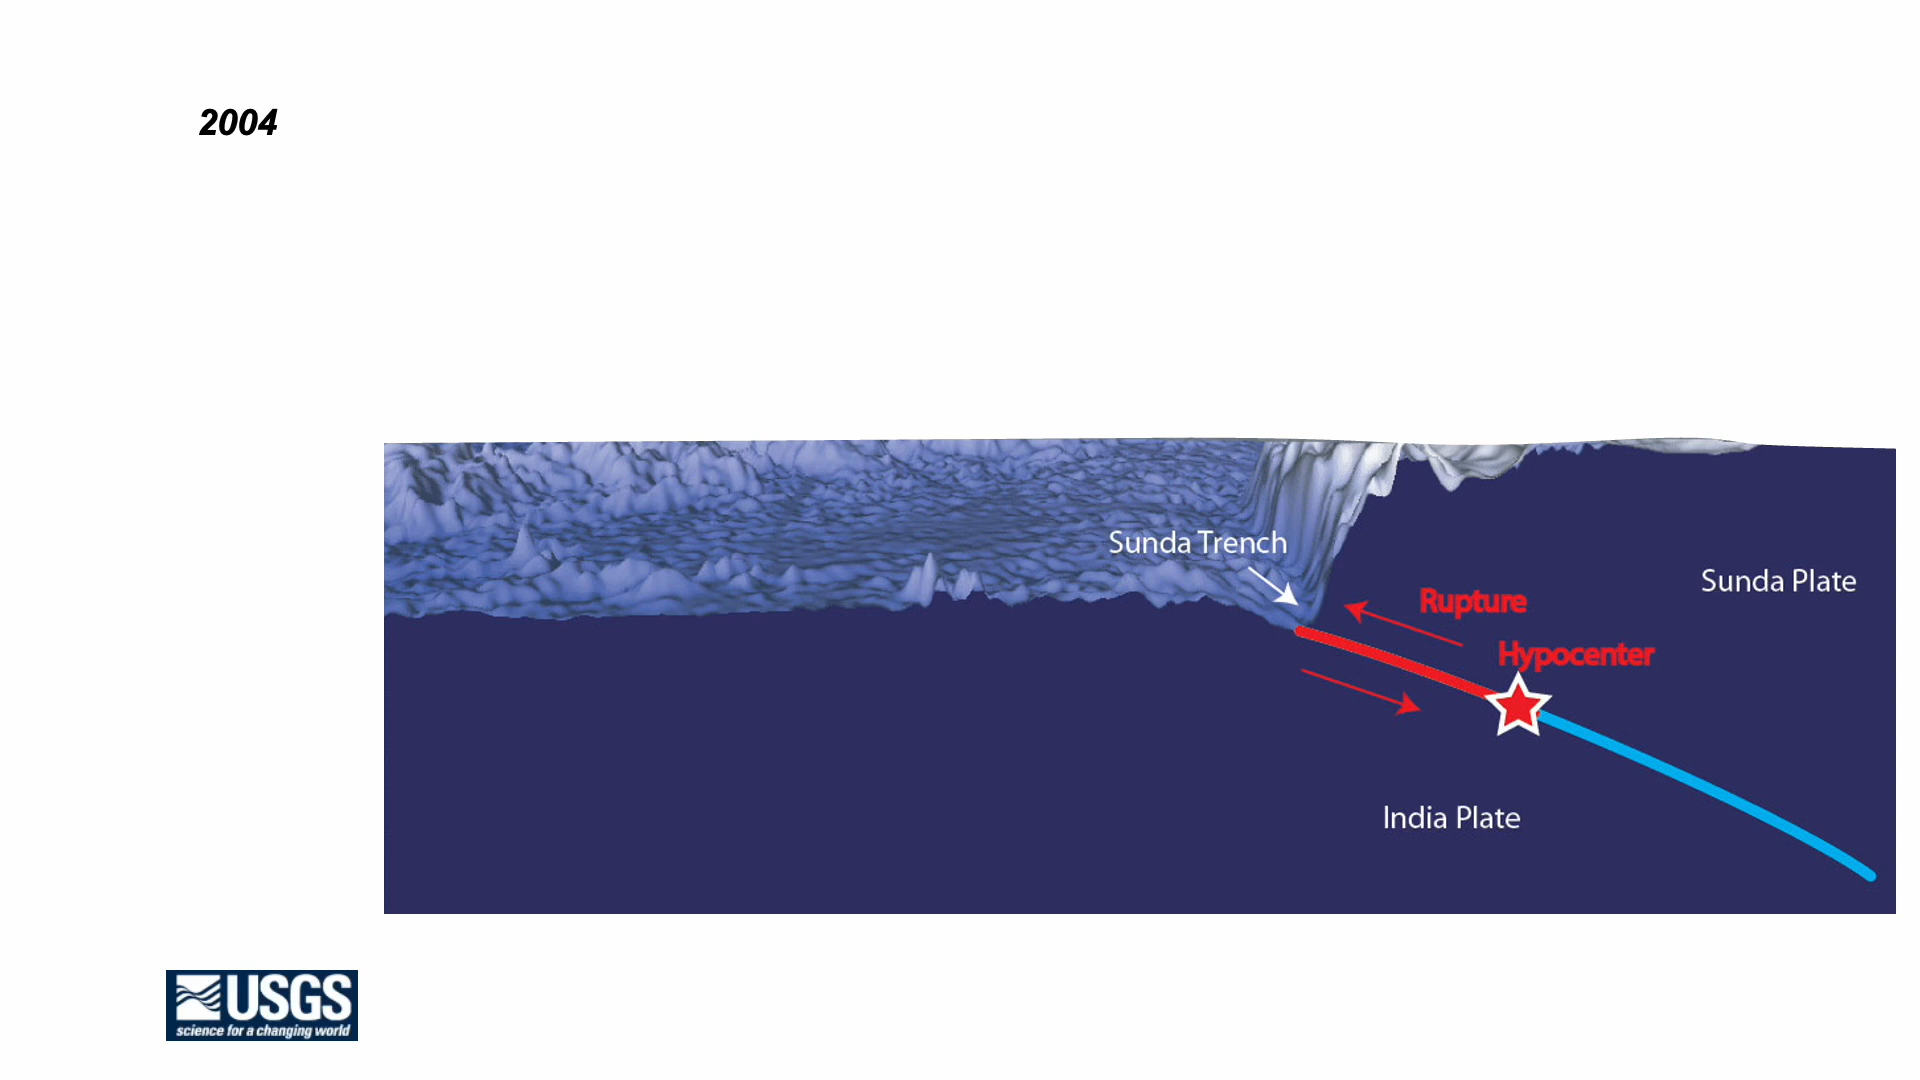 2004
Sunda Trench
Sunda Plate
Rupture
Hypocenter
India Plate
USGS
science for a changing world